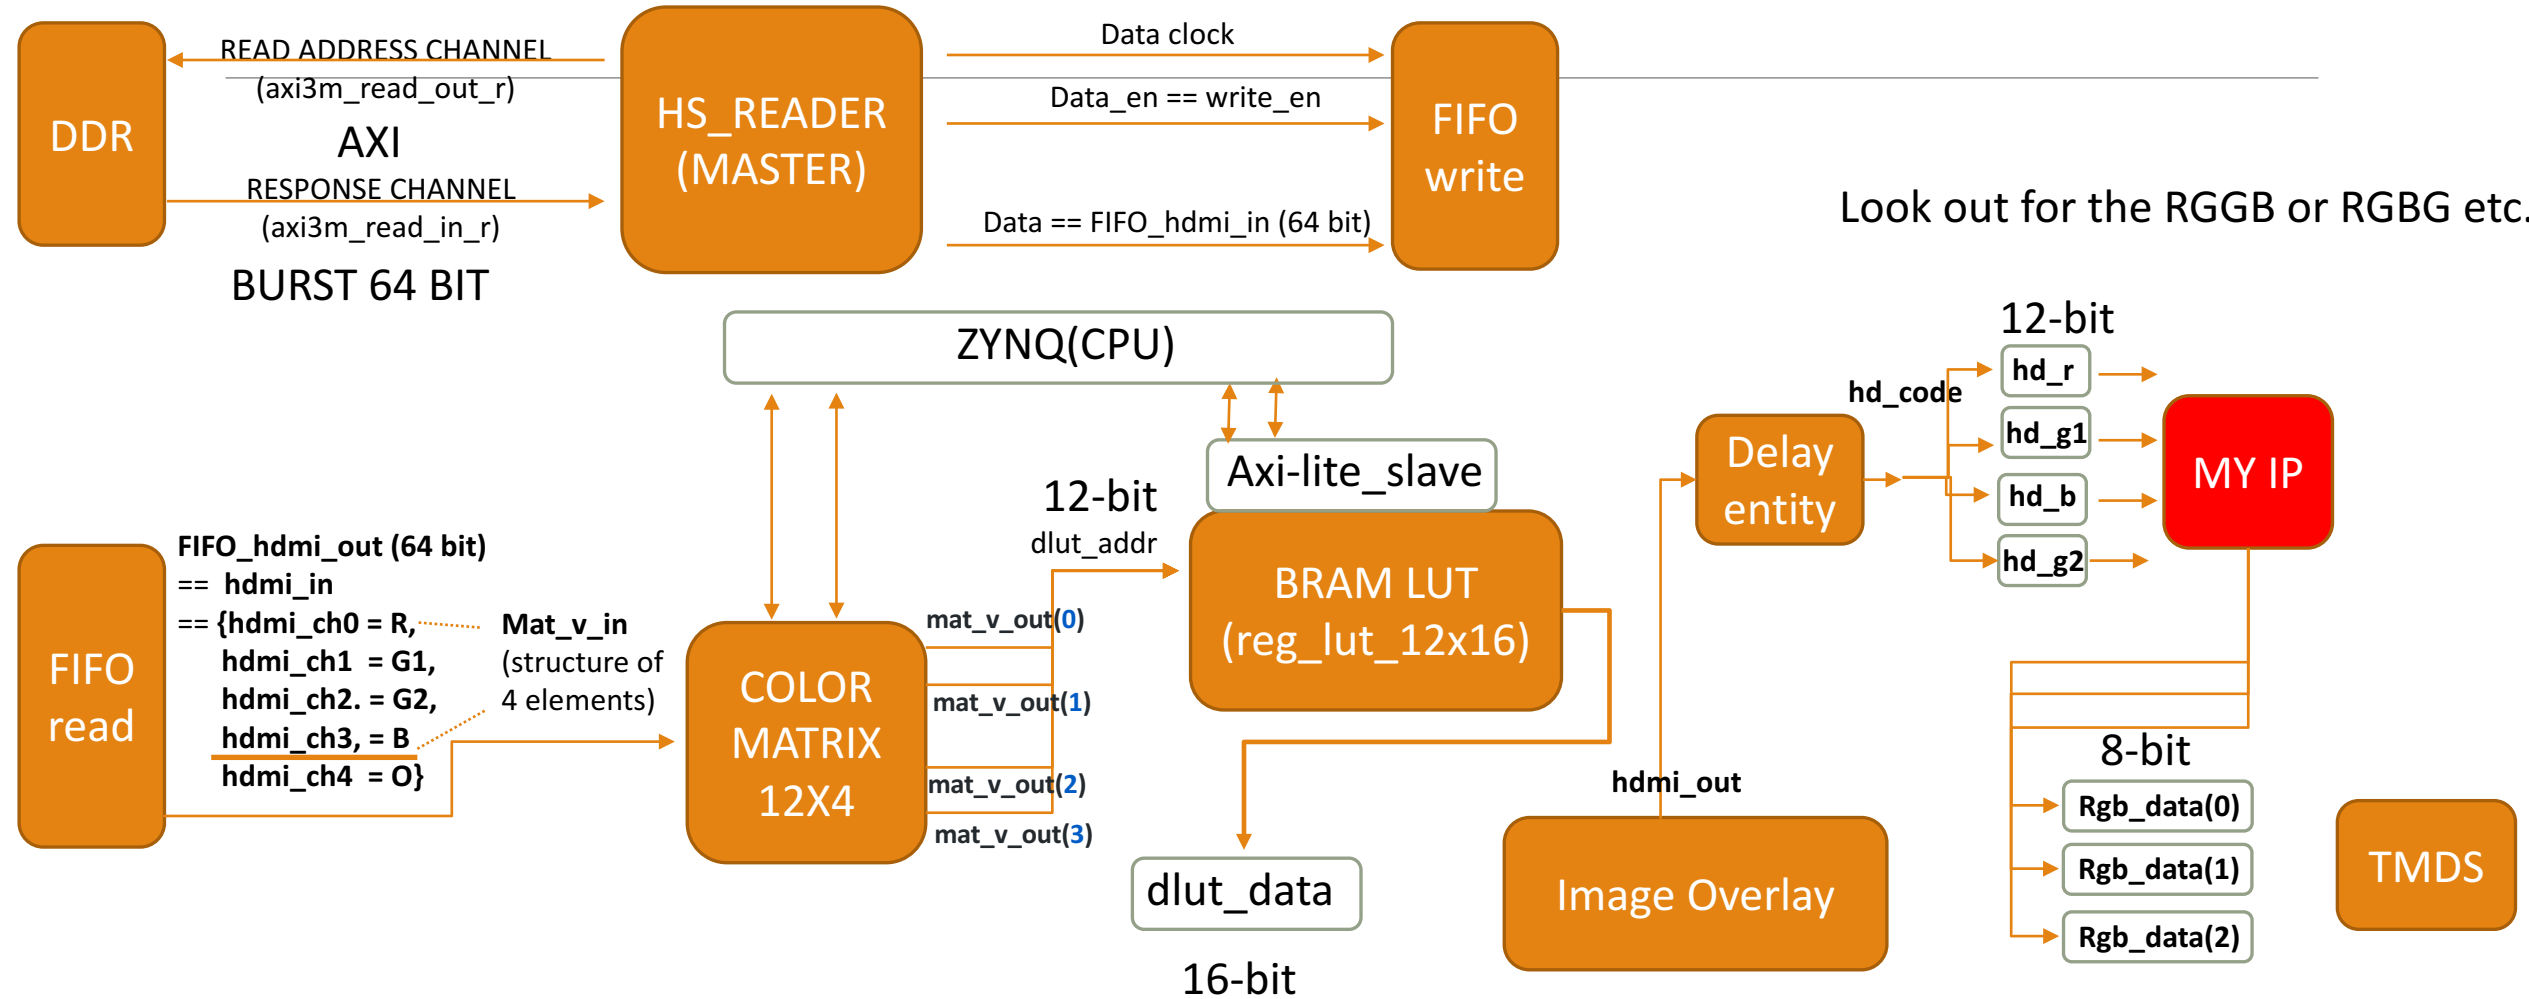 DDR
READ ADDRESS CHANNEL
(axi3m_read_out_r)
AXI
RESPONSE CHANNEL
(axi3m_read_in_r)
BURST 64 BIT
HS_READER
(MASTER)
Data clock
Data_en == write_en
Data == FIFO_hdmi_in (64 bit)
FIFO
write
Look out for the RGGB or RGBG etc.
ZYNQ(CPU)
Axi-lite_slave
FIFO
read
FIFO_hdmi_out (64 bit)
== hdmi_in
== {hdmi_ch0 = R,
hdmi_ch1 = G1,
hdmi_ch2. = G2,
hdmi_ch3, = B
hdmi_ch4 = O}
Mat_v_in
(structure of
4 elements)
COLOR
MATRIX
12X4
mat_v_out(0)
mat_v_out(1)
mat_v_out(2)
mat_v_out(3)
12-bit
dlut_addr
BRAM LUT
(reg_lut_12x16)
dlut_data
16-bit
hdmi_out
Image Overlay
Delay
entity
hd_code
12-bit
hd_r
hd_g1
hd_b
hd_g2
MY IP
8-bit
Rgb_data(0)
Rgb_data(1)
Rgb_data(2)
TMDS